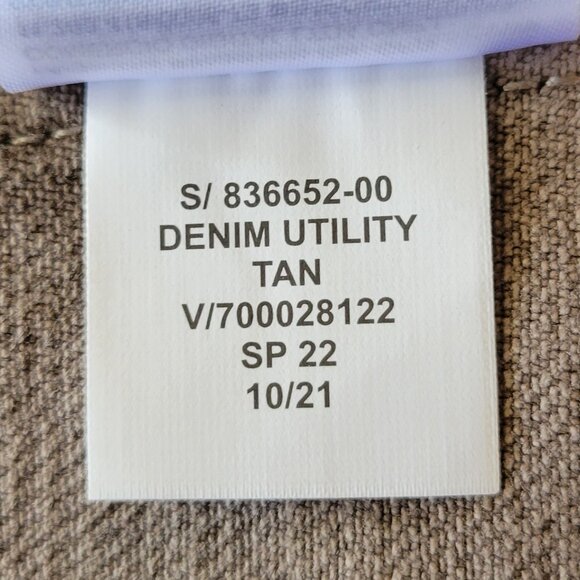 S/ 836652-00
DENIM UTILITY
TAN
V/700028122
SP 22
10/21